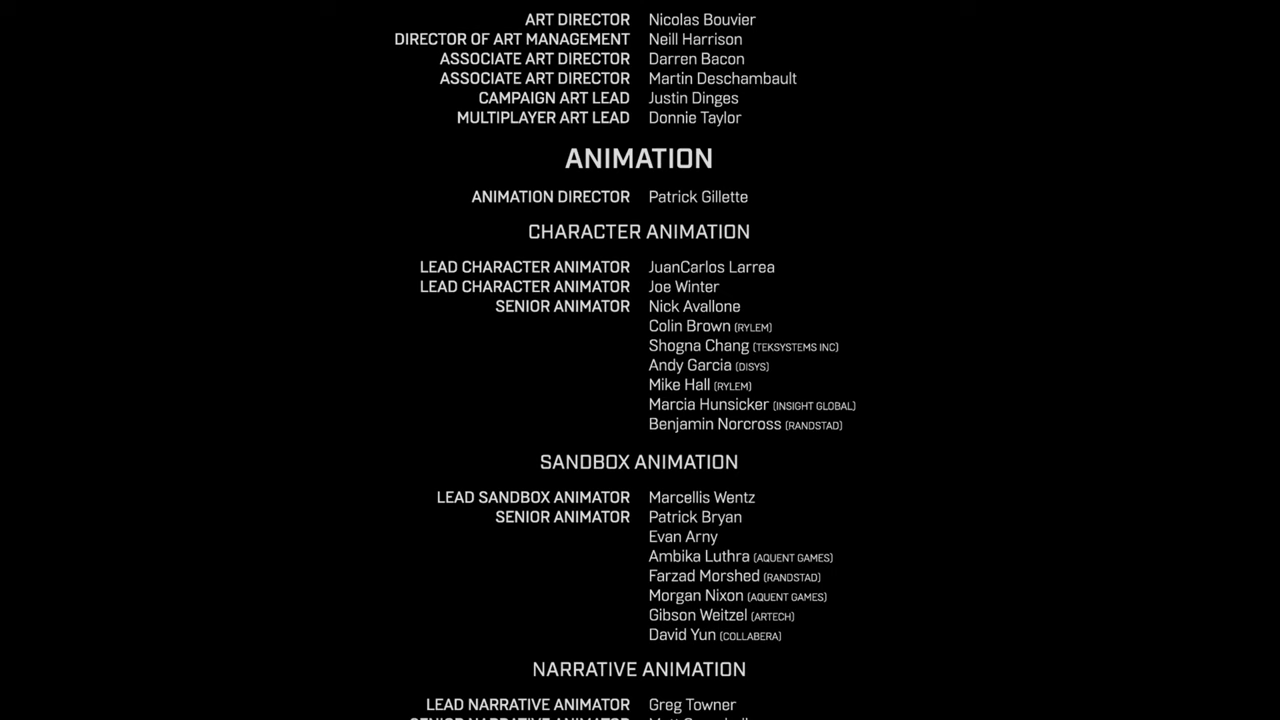 ART DIRECTOR Nicolas Bouvier
DIRECTOR OF ART MANAGEMENT Neill Harrison
ASSOCIATE ART DIRECTOR Darren Bacon
ASSOCIATE ART DIRECTOR Martin Deschambault
CAMPAIGN ART LEAD Justin Dinges
MULTIPLAYER ART LEAD Donnie Taylor
ANIMATION
ANIMATION DIRECTOR Patrick Gillette
CHARACTER ANIMATION
LEAD CHARACTER ANIMATOR JuanCarlos Larrea
LEAD CHARACTER ANIMATOR Joe Winter
SENIOR ANIMATOR Nick Avallone
Colin Brown (RYLEM)
Shogna Chang (TEKSYSTEMS INC)
Andy Garcia (DISYS)
Mike Hall (RYLEM)
Marcia Hunsicker (INSIGHT GLOBAL)
Benjamin Norcross (RANDSTAD)
SANDBOX ANIMATION
LEAD SANDBOX ANIMATOR Marcellis Wentz
SENIOR ANIMATOR Patrick Bryan
Evan Arny
Ambika Luthra (AQUENT GAMES)
Farzad Morshed (RANDSTAD)
Morgan Nixon (AQUENT GAMES)
Gibson Weitzel (ARTECH)
David Yun (COLLABERA)
NARRATIVE ANIMATION
LEAD NARRATIVE ANIMATOR Greg Towner
SENIOR NARRATIVE ANIMATOR